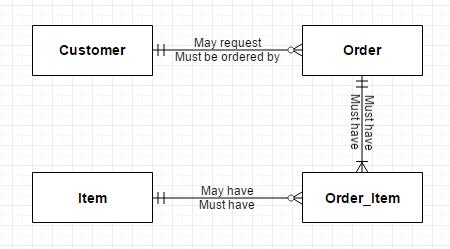 Customer
May request
Must be ordered by
Order
Must have
Must have
Item
May have
Must have
Order_Item